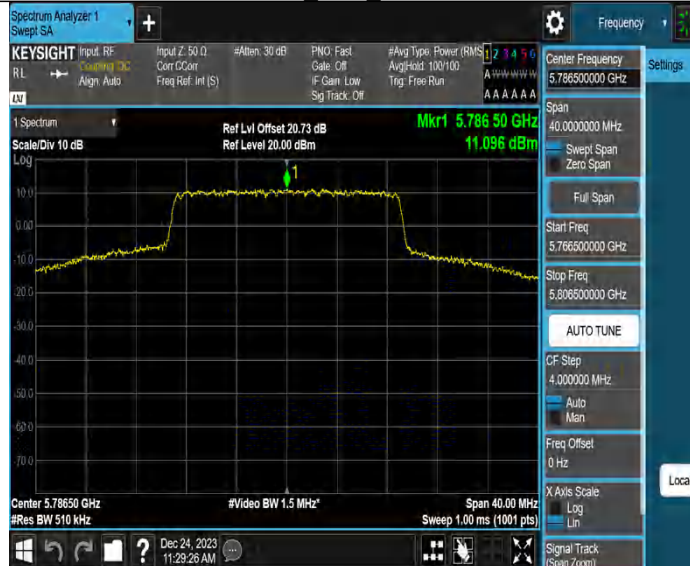 Spectrum Analyzer 1
Swept SA
+
Frequency
KEYSIGHT
RL
LXI
Input: RF
Coupling: DC
Align: Auto
Input Z: 50 Ω
Corr CCorr
Freq Ref: Int (S)
#Atten: 30 dB
PNO: Fast
Gate: Off
IF Gain: Low
Sig Track: Off
#Avg Type: Power (RMS
Avg|Hold: 100/100
Trig: Free Run
1 2 3 4 5 6
A W W W W W
A A A A A A
1 Spectrum
Scale/Div 10 dB
Ref Lvl Offset 20.73 dB
Ref Level 20.00 dBm
Mkr1 5.786 50 GHz
11.096 dBm
Log
1
10.0
0.00
-10.0
-20.0
-30.0
-40.0
-50.0
-60.0
-70.0
Center 5.78650 GHz
#Res BW 510 kHz
#Video BW 1.5 MHz*
Span 40.00 MHz
Sweep 1.00 ms (1001 pts)
?
Dec 24, 2023
11:29:26 AM
Center Frequency
5.786500000 GHz
Settings
Span
40.0000000 MHz
Swept Span
Zero Span
Full Span
Start Freq
5.766500000 GHz
Stop Freq
5.806500000 GHz
AUTO TUNE
CF Step
4.000000 MHz
Auto
Man
Freq Offset
0 Hz
X Axis Scale
Log
Lin
Signal Track
(Span Zoom)
Loca